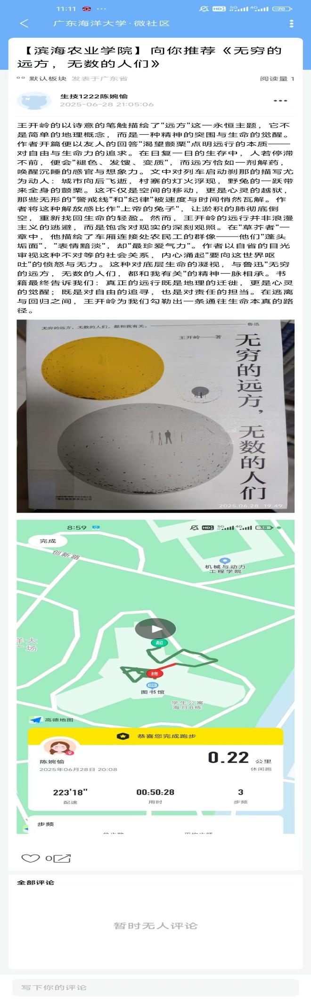 11:11
HD 5G 4G 70
广东海洋大学·微社区
【滨海农业学院】向你推荐《无穷的
远方，无数的人们》
默认板块 发表于广东省 阅读量 1
生技1222陈婉愉
2025-06-28 21:05:06
王开岭的以诗意的笔触描绘了"远方"这一永恒主题，它不
是简单的地理概念，而是一种精神的突围与生命的觉醒。
作者开篇便以友人的回答"渴望颤栗"点明远行的本质——
对自由与生命力的追求。在日复一日的生存中，人若停滞
不前，便会"褪色、发馊、变质"，而远方恰如一剂解药，
唤醒沉睡的感官与想象力。文中对列车启动刹那的描写尤
为动人：城市向后飞逝，村寨的灯火浮现，野兔的一跃带
来全身的颤栗。这不仅是空间的移动，更是心灵的越狱，
那些无形的"警戒线"和"纪律"被速度与时间悄然瓦解。作
者将这种解放感比作"上帝的兔子"，让淤积的肺彻底倒
空，重新找回生命的轻盈。然而，王开岭的远行并非浪漫
主义的逃避，而是饱含对现实的深刻观照。在"草芥者"一
章中，他描绘了车厢连接处农民工的群像——他们"蓬头
垢面"，"表情黯淡"，却"最珍爱气力"。作者以自省的目光
审视这种不对等的社会关系，内心涌起"要向这世界呕
吐"的愤怒与无力。这种对底层生命的凝视，与鲁迅"无穷
的远方，无数的人们，都和我有关"的精神一脉相承。书
籍最终告诉我们：真正的远行既是地理的迁徙，更是心灵
的觉醒；既是对自由的追寻，也是对责任的担当。在逃离
与回归之间，王开岭为我们勾勒出一条通往生命本真的路
径。
无穷的远方，无数的人们，都和我有关。——鲁迅
王开岭——著
无穷的远方，无数的人们
2025.06.28 19:49
8:59
HD 5G 4G 38
完成
创新路
机械与动力
工程学院
洋大
广场
起
终
图书馆
学生公寓
海月B栋
高德地图
恭喜您完成跑步
0.22 公里
陈婉愉
2025年06月28日 20:08 休闲跑
223'18" 00:50:28 3
配速 用时 步频
步频
总步数 平均步频
0
全部评论
暂时无人评论
写下你的评论